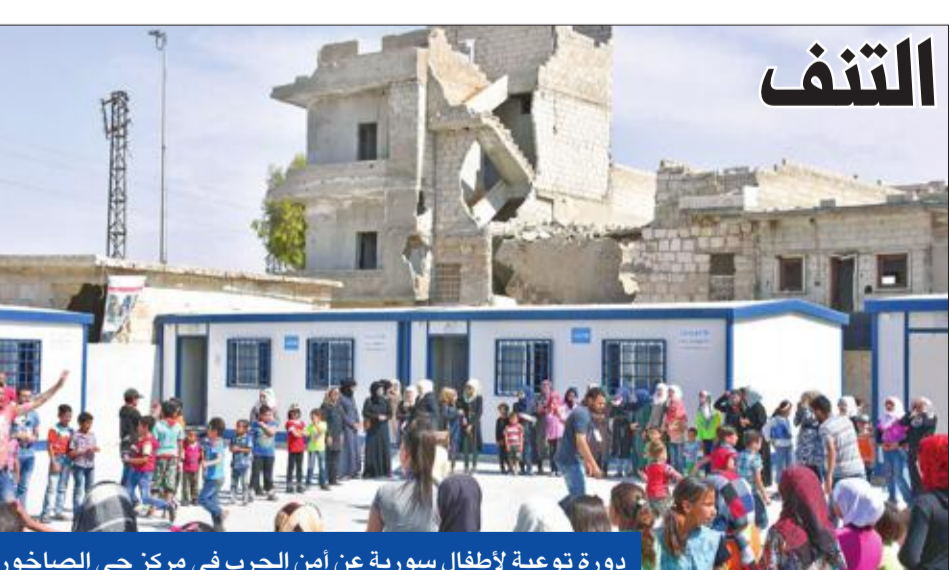 التنف
دورة توعية لأطفال سورية عن أمن الحرب في مركز حي الصاخور